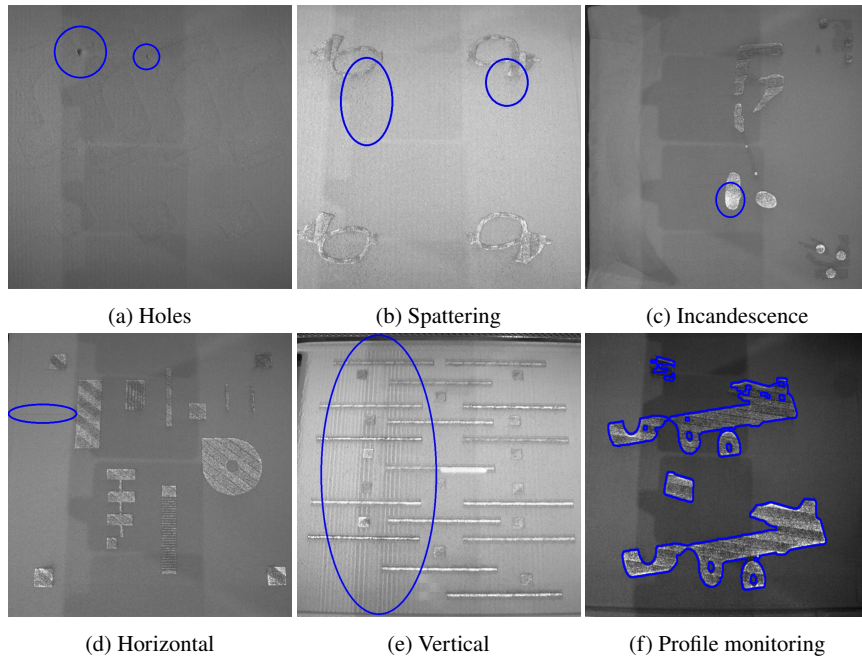 (a) Holes
(b) Spattering
(c) Incandescence
(d) Horizontal
(e) Vertical
(f) Profile monitoring